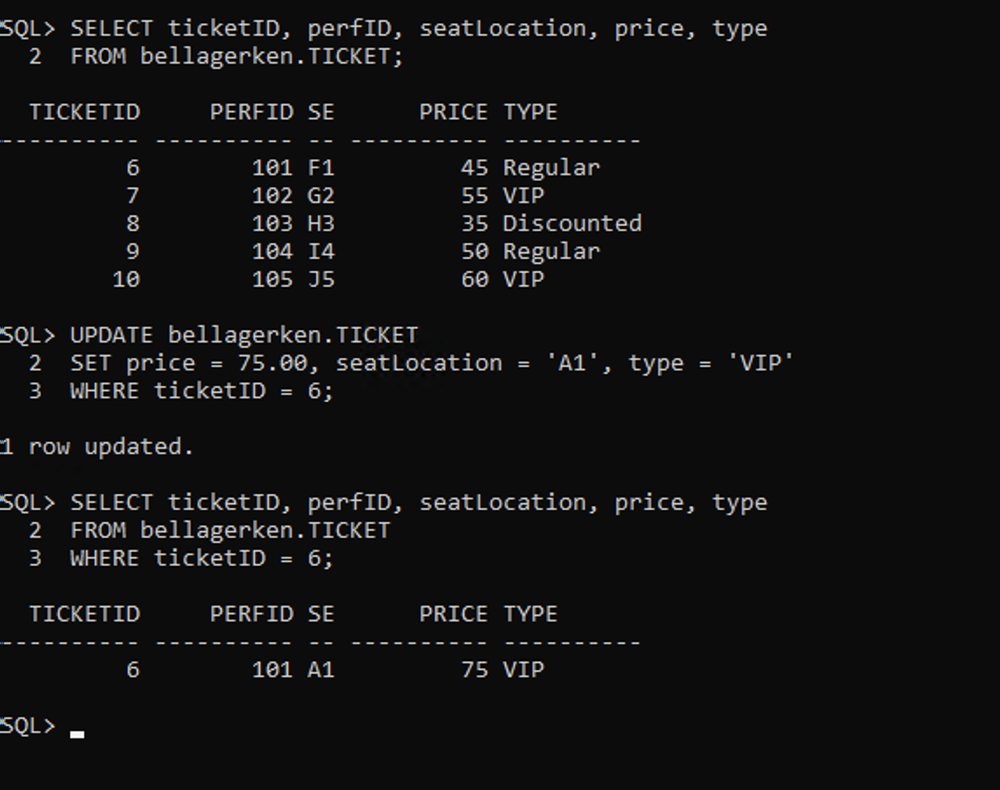 SQL> SELECT ticketID, perfID, seatLocation, price, type
  2  FROM bellagerken.TICKET;
  TICKETID     PERFID SE      PRICE TYPE
---------- ---------- -- ---------- ----------
         6        101 F1         45 Regular
         7        102 G2         55 VIP
         8        103 H3         35 Discounted
         9        104 I4         50 Regular
        10        105 J5         60 VIP
SQL> UPDATE bellagerken.TICKET
  2  SET price = 75.00, seatLocation = 'A1', type = 'VIP'
  3  WHERE ticketID = 6;
1 row updated.
SQL> SELECT ticketID, perfID, seatLocation, price, type
  2  FROM bellagerken.TICKET
  3  WHERE ticketID = 6;
  TICKETID     PERFID SE      PRICE TYPE
---------- ---------- -- ---------- ----------
         6        101 A1         75 VIP
SQL>